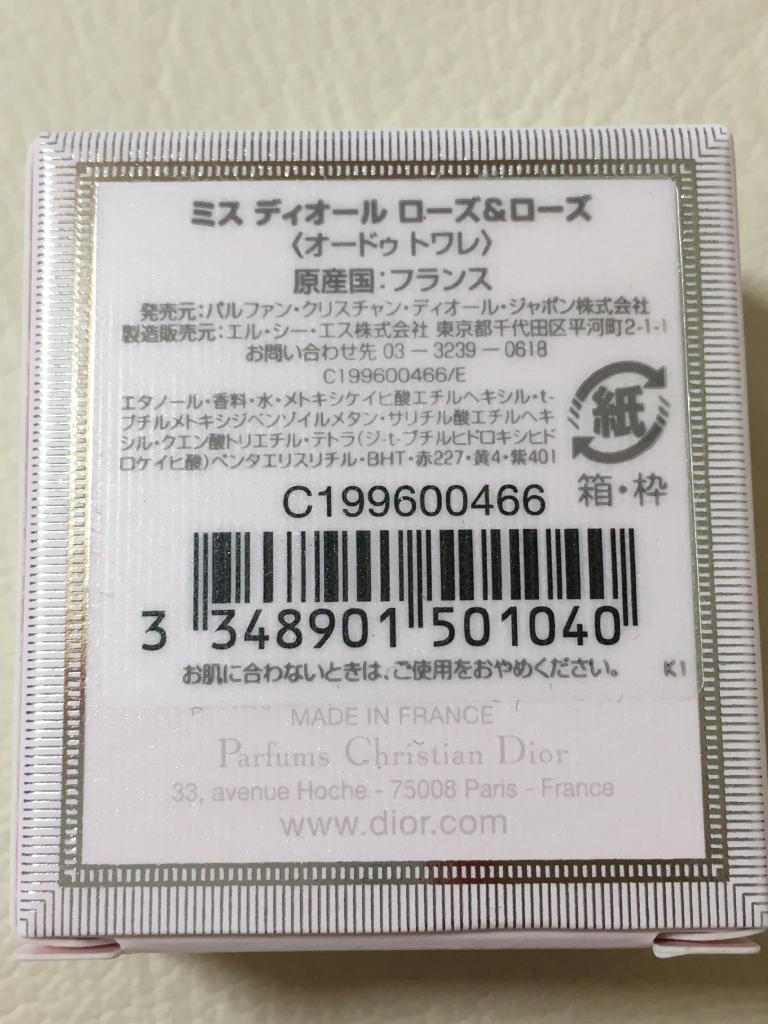 ミス ディオール ローズ&ローズ
〈オードゥ トワレ〉
原産国：フランス
発売元：パルファン・クリスチャン・ディオール・ジャポン株式会社
製造販売元：エル・シー・エス株式会社 東京都千代田区平河町2-1-1
お問い合わせ先 03 － 3239 － 0618
C199600466/E
エタノール・香料・水・メトキシケイヒ酸エチルヘキシル・t-
ブチルメトキシジベンゾイルメタン・サリチル酸エチルヘキ
シル・クエン酸トリエチル・テトラ(ジ-t-ブチルヒドロキシヒド
ロケイヒ酸)ペンタエリスリチル・BHT・赤227・黄4・紫401
紙
箱・枠
C199600466
3 348901 501040
お肌に合わないときは、ご使用をおやめください。 K1
MADE IN FRANCE
Parfums Christian Dior
33, avenue Hoche - 75008 Paris - France
www.dior.com